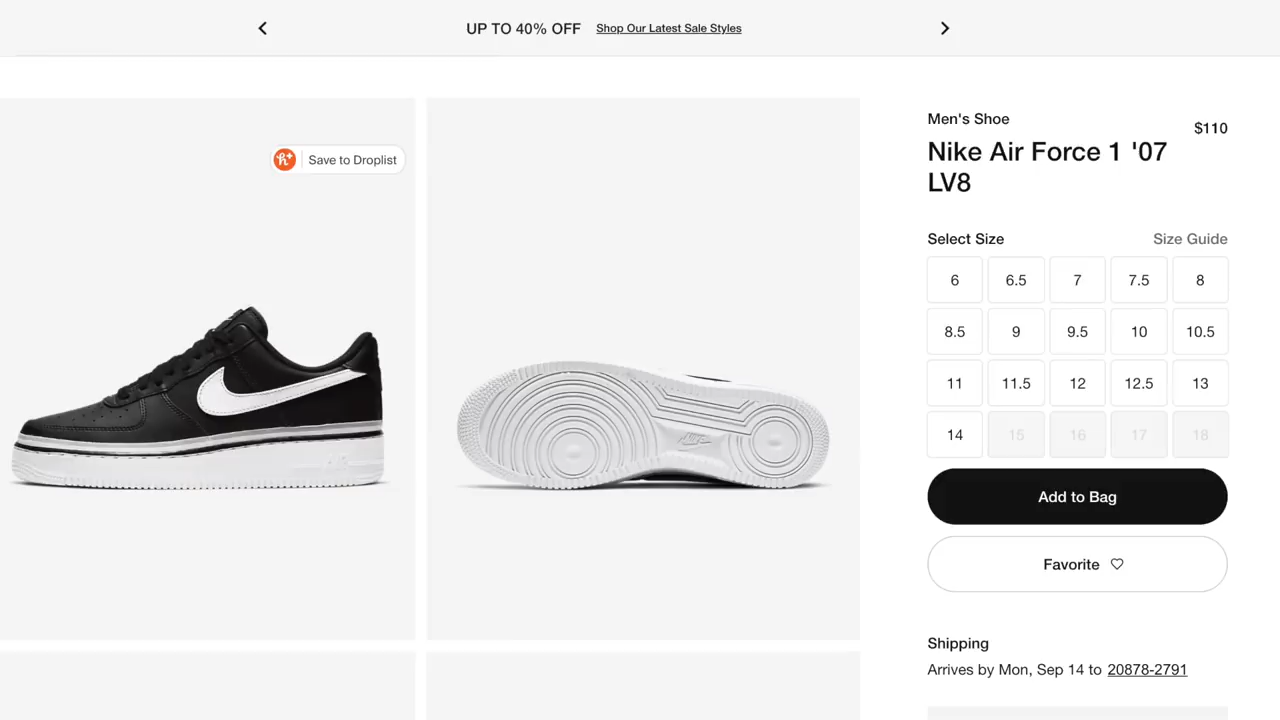 UP TO 40% OFF Shop Our Latest Sale Styles
Save to Droplist
Men's Shoe
$110
Nike Air Force 1 '07
LV8
Select Size Size Guide
6 6.5 7 7.5 8
8.5 9 9.5 10 10.5
11 11.5 12 12.5 13
14 15 16 17 18
Add to Bag
Favorite
Shipping
Arrives by Mon, Sep 14 to 20878-2791